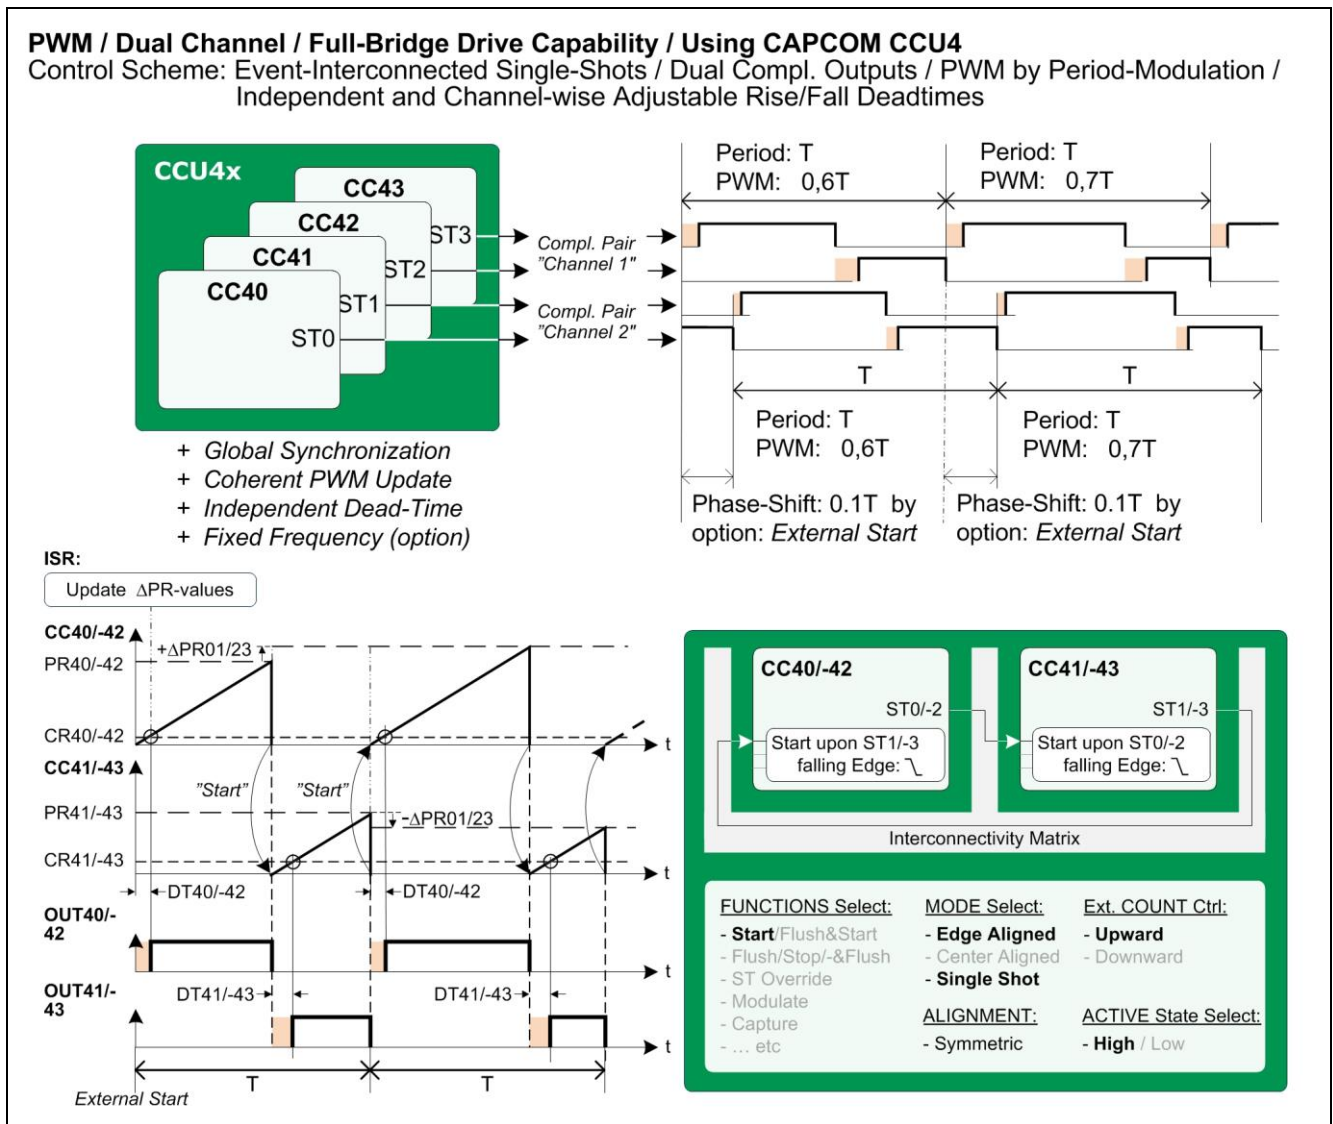 PWM / Dual Channel / Full-Bridge Drive Capability / Using CAPCOM CCU4
Control Scheme: Event-Interconnected Single-Shots / Dual Compl. Outputs / PWM by Period-Modulation /
Independent and Channel-wise Adjustable Rise/Fall Deadtimes
CCU4x
CC43
CC42
CC41
CC40
ST3
ST2
ST1
ST0
Compl. Pair
"Channel 1"
Compl. Pair
"Channel 2"
Period: T
PWM: 0,6T
Period: T
PWM: 0,7T
T
T
Period: T
PWM: 0,6T
Period: T
PWM: 0,7T
Phase-Shift: 0.1T by
option: External Start
Phase-Shift: 0.1T by
option: External Start
+ Global Synchronization
+ Coherent PWM Update
+ Independent Dead-Time
+ Fixed Frequency (option)
ISR:
Update ΔPR-values
CC40/-42
+ΔPR01/23
PR40/-42
CR40/-42
t
CC41/-43
"Start"
"Start"
PR41/-43
-ΔPR01/23
CR41/-43
t
DT40/-42
DT40/-42
OUT40/-
42
t
DT41/-43
DT41/-43
OUT41/-
43
t
T
T
External Start
CC40/-42
ST0/-2
Start upon ST1/-3
falling Edge:
CC41/-43
ST1/-3
Start upon ST0/-2
falling Edge:
Interconnectivity Matrix
FUNCTIONS Select:
- Start/Flush&Start
- Flush/Stop/-&Flush
- ST Override
- Modulate
- Capture
- ... etc
MODE Select:
- Edge Aligned
- Center Aligned
- Single Shot
ALIGNMENT:
- Symmetric
Ext. COUNT Ctrl:
- Upward
- Downward
ACTIVE State Select:
- High / Low